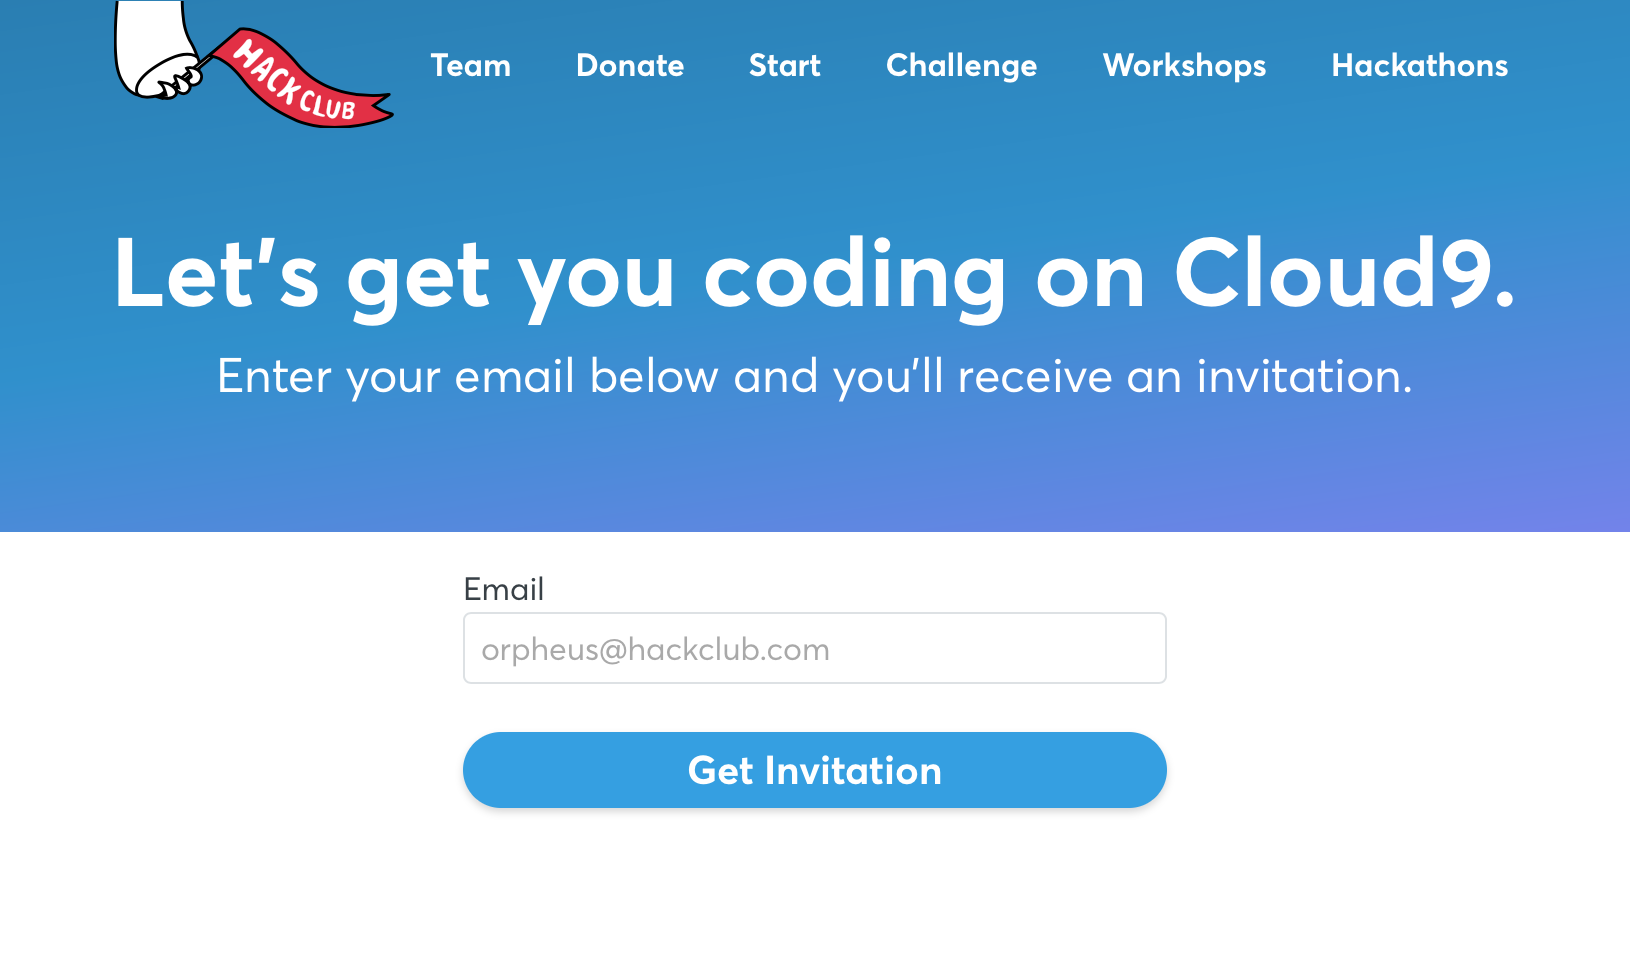 HACK CLUB
Team Donate Start Challenge Workshops Hackathons
Let's get you coding on Cloud9.
Enter your email below and you'll receive an invitation.
Email
orpheus@hackclub.com
Get Invitation